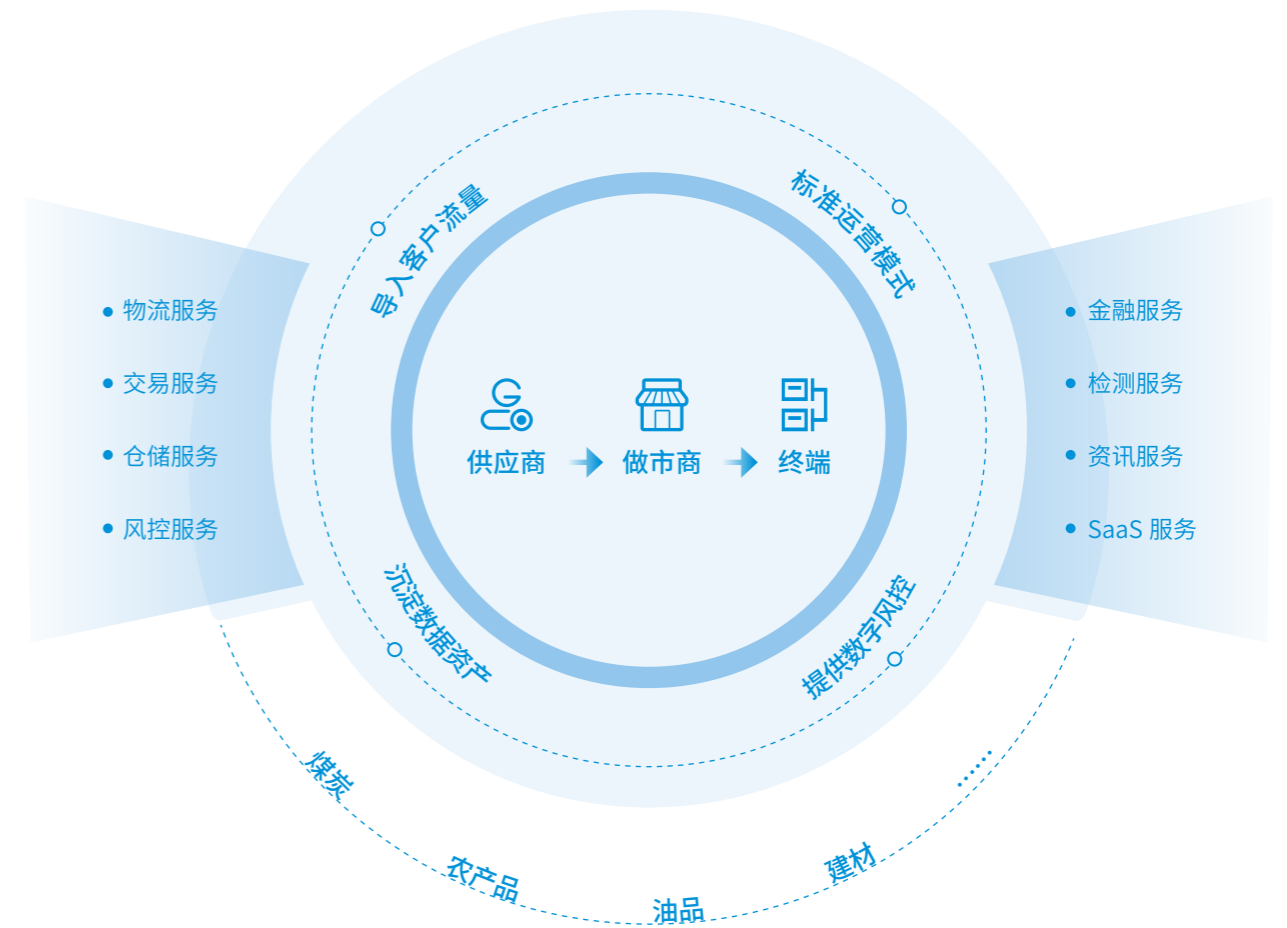 导入客户流量
标准运营模式
物流服务
交易服务
仓储服务
风控服务
供应商
做市商
终端
金融服务
检测服务
资讯服务
SaaS 服务
沉淀数据资产
提供数字风控
煤炭
农产品
油品
建材
······